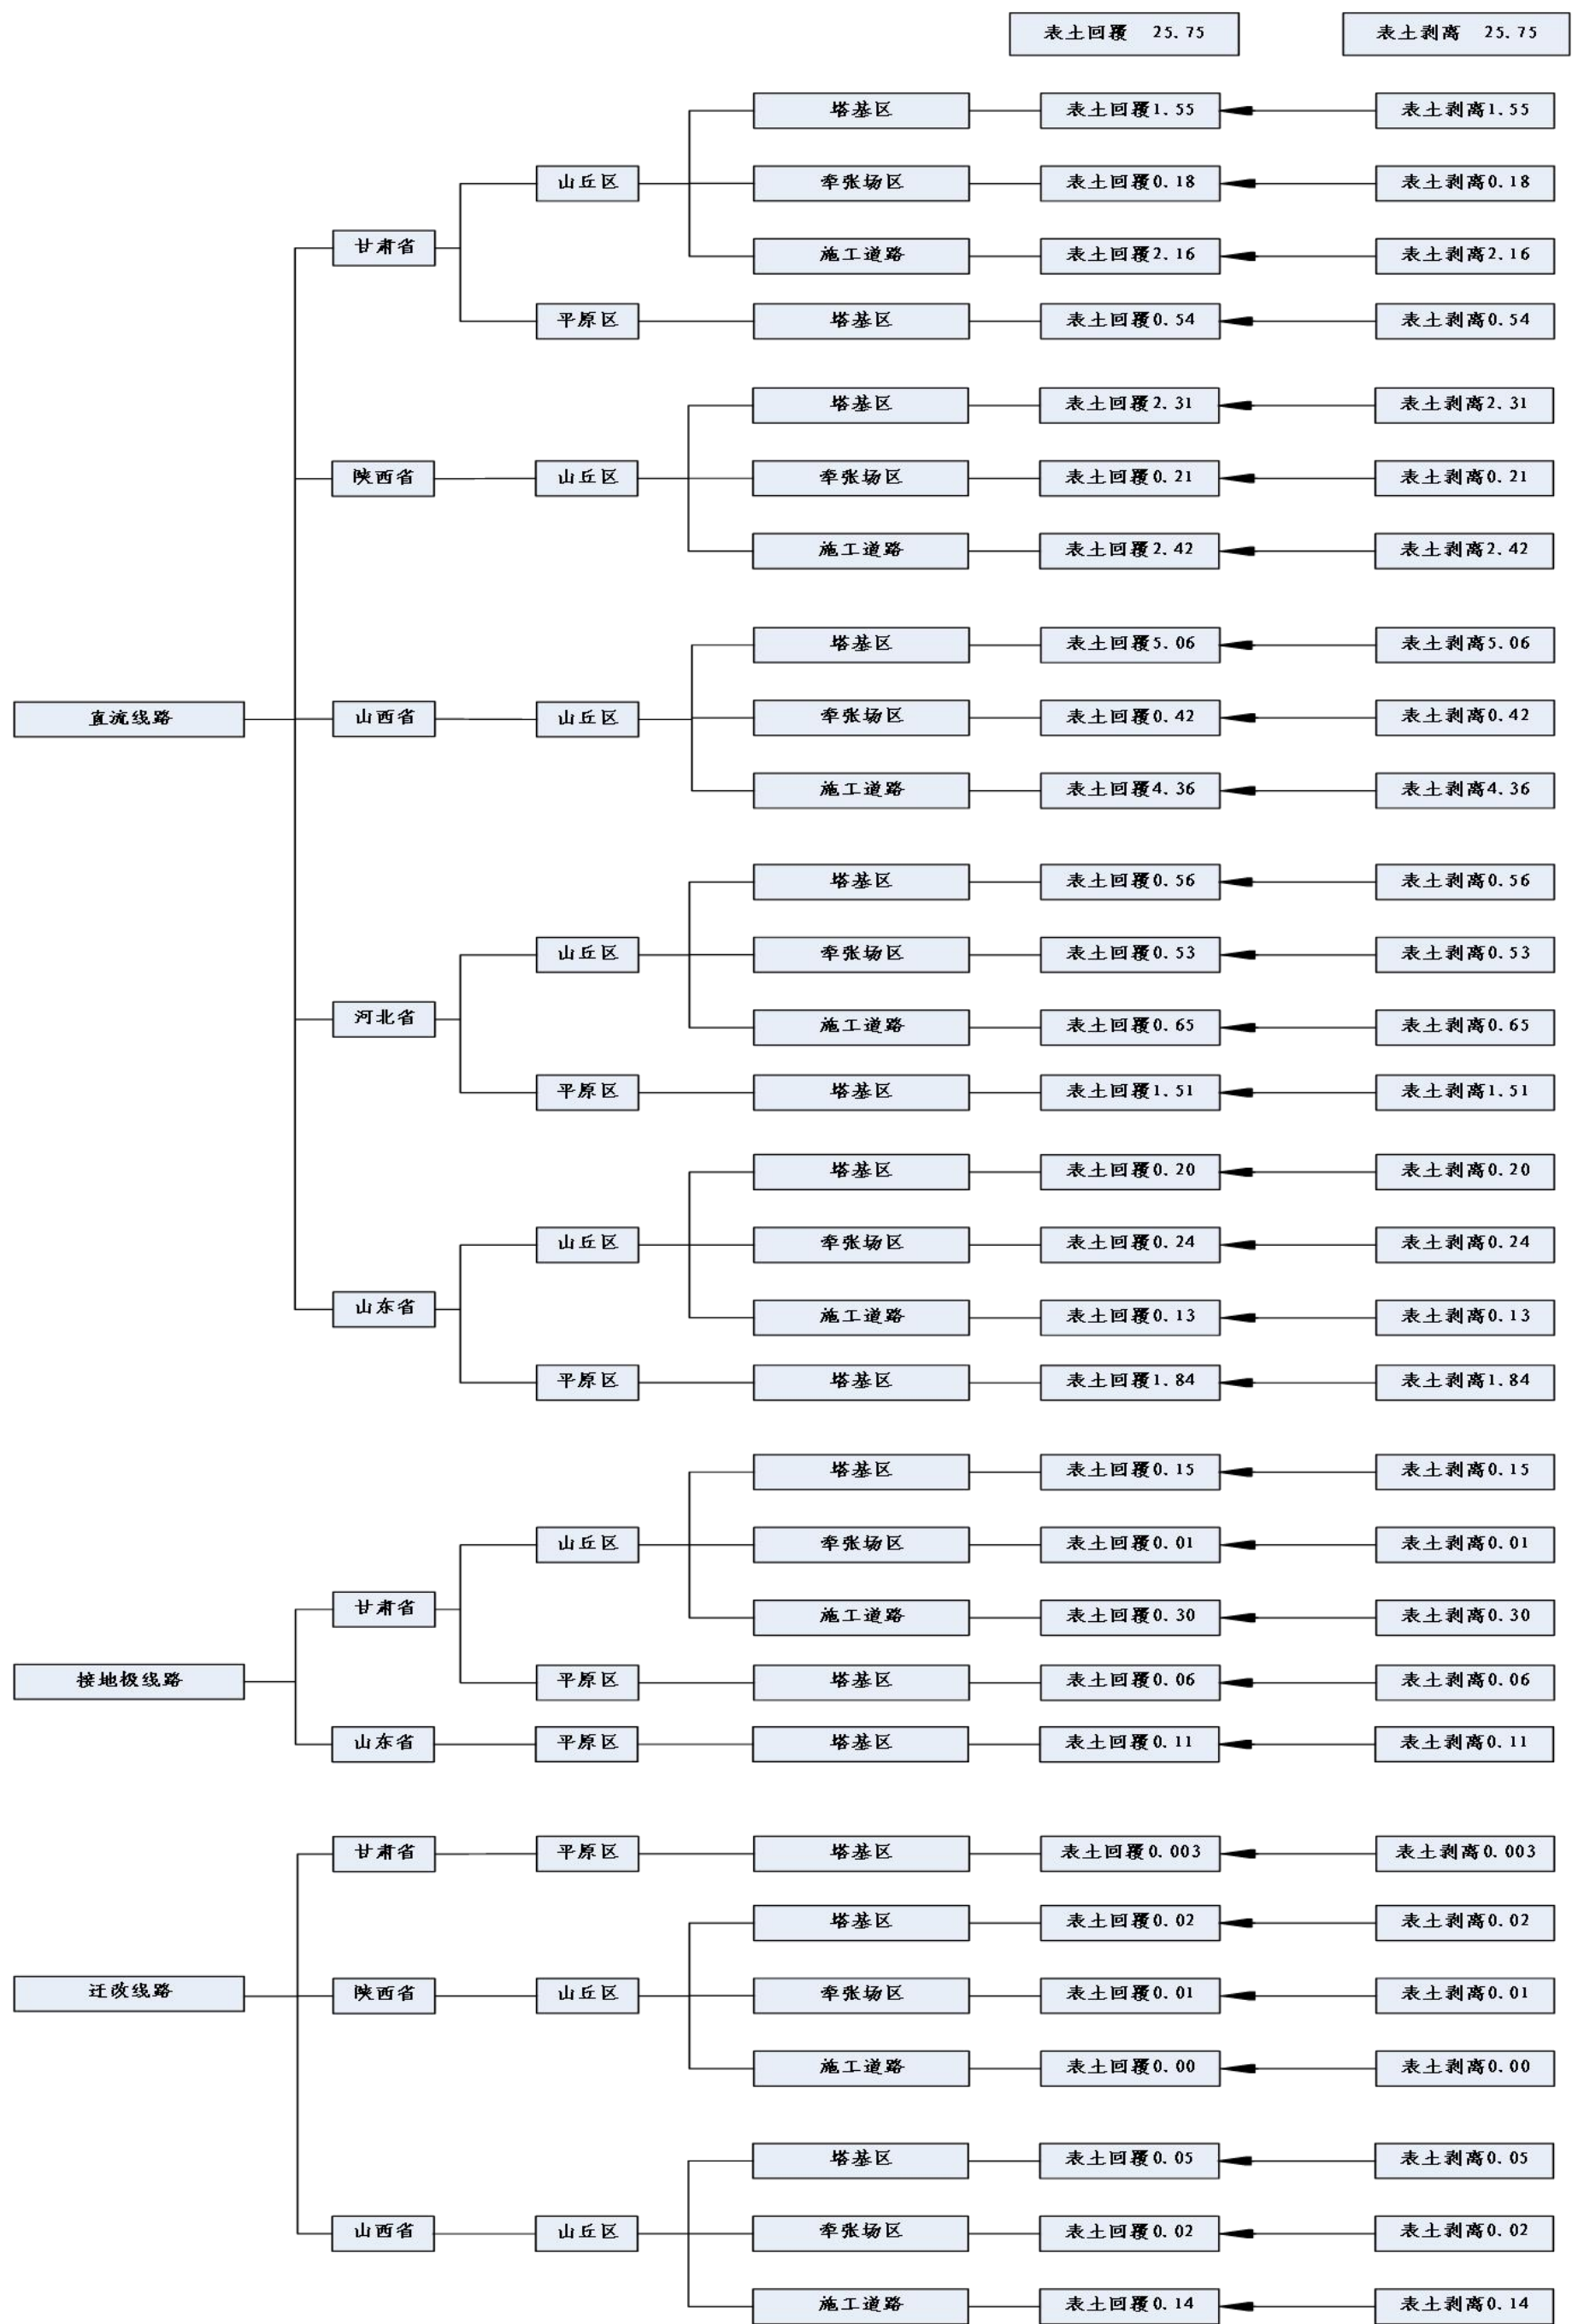 表土回覆 25.75 表土剥离 25.75
塔基区 表土回覆1.55 表土剥离1.55
山丘区 牵张场区 表土回覆0.18 表土剥离0.18
甘肃省 施工道路 表土回覆2.16 表土剥离2.16
平原区 塔基区 表土回覆0.54 表土剥离0.54
塔基区 表土回覆2.31 表土剥离2.31
陕西省 山丘区 牵张场区 表土回覆0.21 表土剥离0.21
施工道路 表土回覆2.42 表土剥离2.42
塔基区 表土回覆5.06 表土剥离5.06
直流线路 山西省 山丘区 牵张场区 表土回覆0.42 表土剥离0.42
施工道路 表土回覆4.36 表土剥离4.36
塔基区 表土回覆0.56 表土剥离0.56
山丘区 牵张场区 表土回覆0.53 表土剥离0.53
河北省 施工道路 表土回覆0.65 表土剥离0.65
平原区 塔基区 表土回覆1.51 表土剥离1.51
塔基区 表土回覆0.20 表土剥离0.20
山丘区 牵张场区 表土回覆0.24 表土剥离0.24
山东省 施工道路 表土回覆0.13 表土剥离0.13
平原区 塔基区 表土回覆1.84 表土剥离1.84
塔基区 表土回覆0.15 表土剥离0.15
山丘区 牵张场区 表土回覆0.01 表土剥离0.01
甘肃省 施工道路 表土回覆0.30 表土剥离0.30
接地极线路 平原区 塔基区 表土回覆0.06 表土剥离0.06
山东省 平原区 塔基区 表土回覆0.11 表土剥离0.11
甘肃省 平原区 塔基区 表土回覆0.003 表土剥离0.003
塔基区 表土回覆0.02 表土剥离0.02
迁改线路 陕西省 山丘区 牵张场区 表土回覆0.01 表土剥离0.01
施工道路 表土回覆0.00 表土剥离0.00
塔基区 表土回覆0.05 表土剥离0.05
山西省 山丘区 牵张场区 表土回覆0.02 表土剥离0.02
施工道路 表土回覆0.14 表土剥离0.14